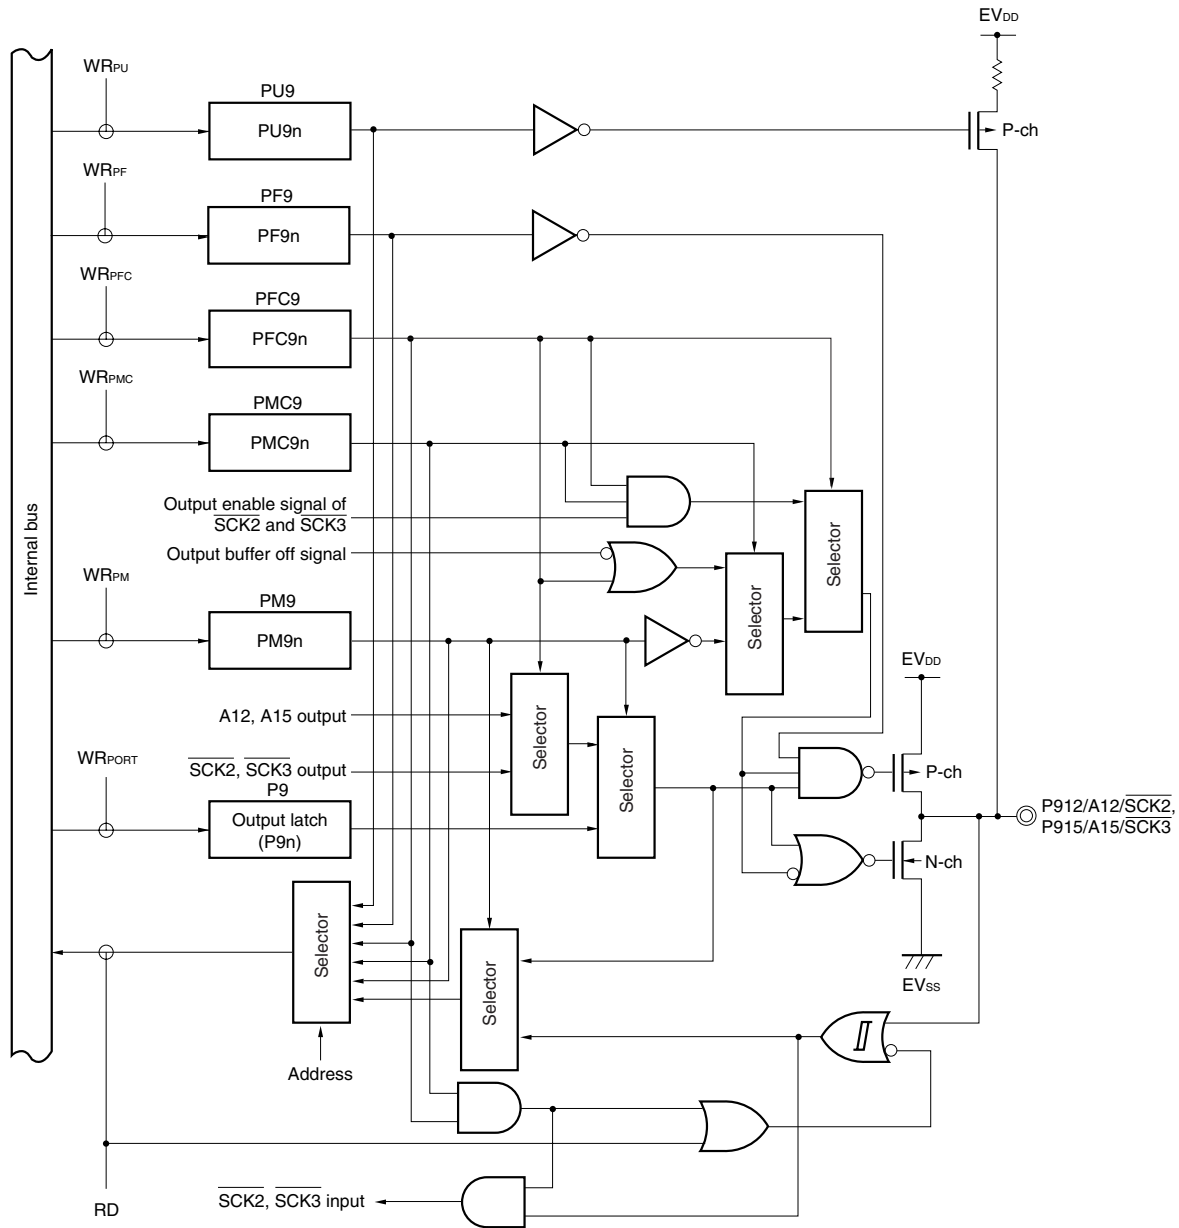 EVDD
WRPU
PU9
PU9n
P-ch
WRPF
PF9
PF9n
WRPFC
PFC9
PFC9n
WRPMC
PMC9
PMC9n
Output enable signal of
SCK2 and SCK3
Output buffer off signal
Internal bus
Selector
Selector
WRPM
PM9
PM9n
EVDD
A12, A15 output
Selector
Selector
WRPORT
SCK2, SCK3 output
P9
Output latch
(P9n)
P-ch
P912/A12/SCK2,
P915/A15/SCK3
N-ch
Selector
Selector
EVSS
Address
SCK2, SCK3 input
RD